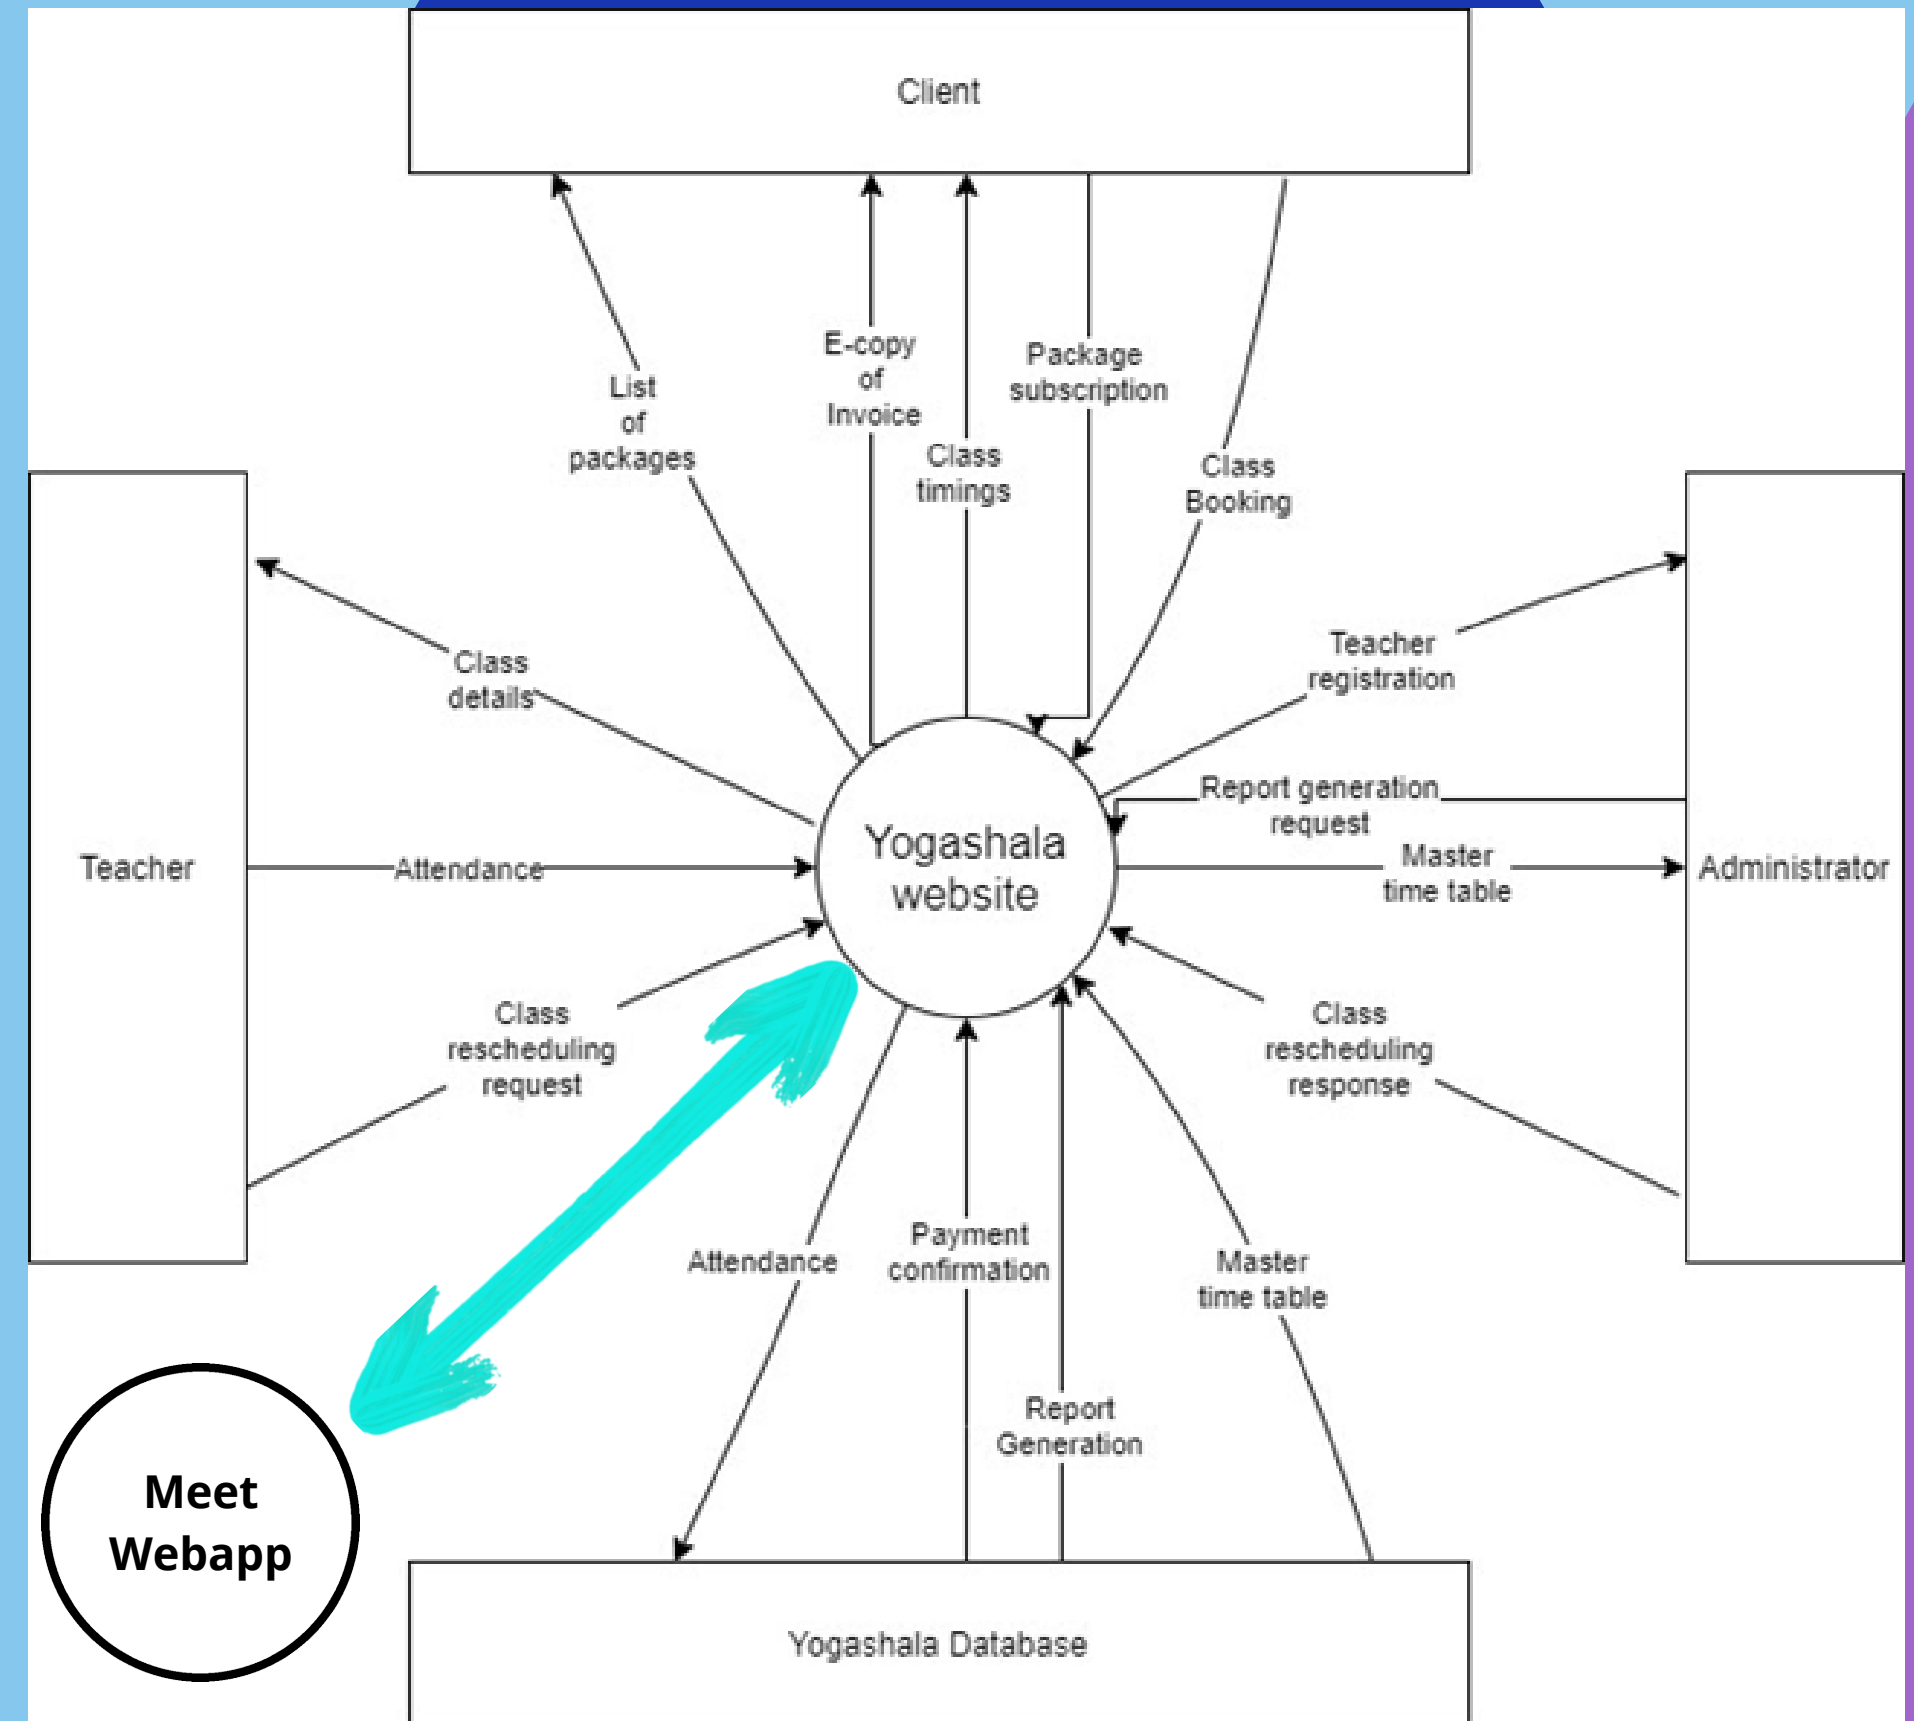 Client
List
of
packages
E-copy
of
Invoice
Class
timings
Package
subscription
Class
Booking
Class
details
Teacher
registration
Report generation
request
Yogashala
website
Teacher
Attendance
Master
time table
Administrator
Class
rescheduling
request
Class
rescheduling
response
Attendance
Payment
confirmation
Master
time table
Report
Generation
Meet
Webapp
Yogashala Database